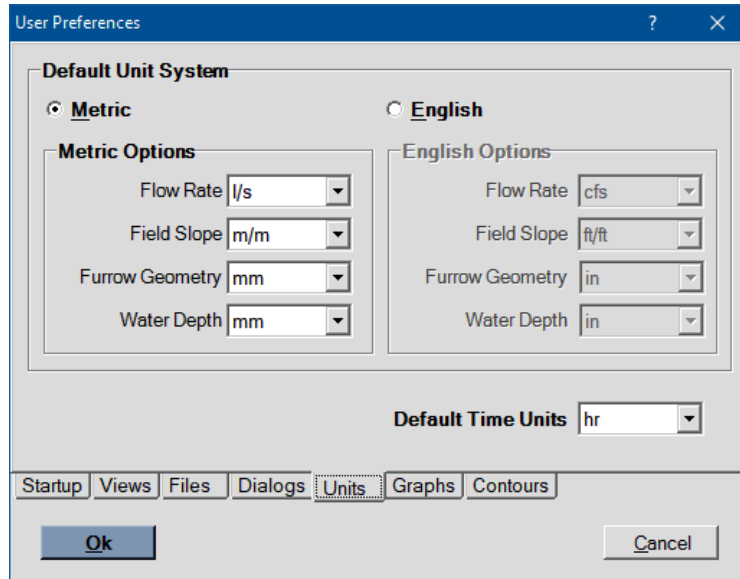 User Preferences ? ×
Default Unit System
Metric English
Metric Options English Options
Flow Rate l/s Flow Rate cfs
Field Slope m/m Field Slope ft/ft
Furrow Geometry mm Furrow Geometry in
Water Depth mm Water Depth in
Default Time Units hr
Startup Views Files Dialogs Units Graphs Contours
Ok Cancel